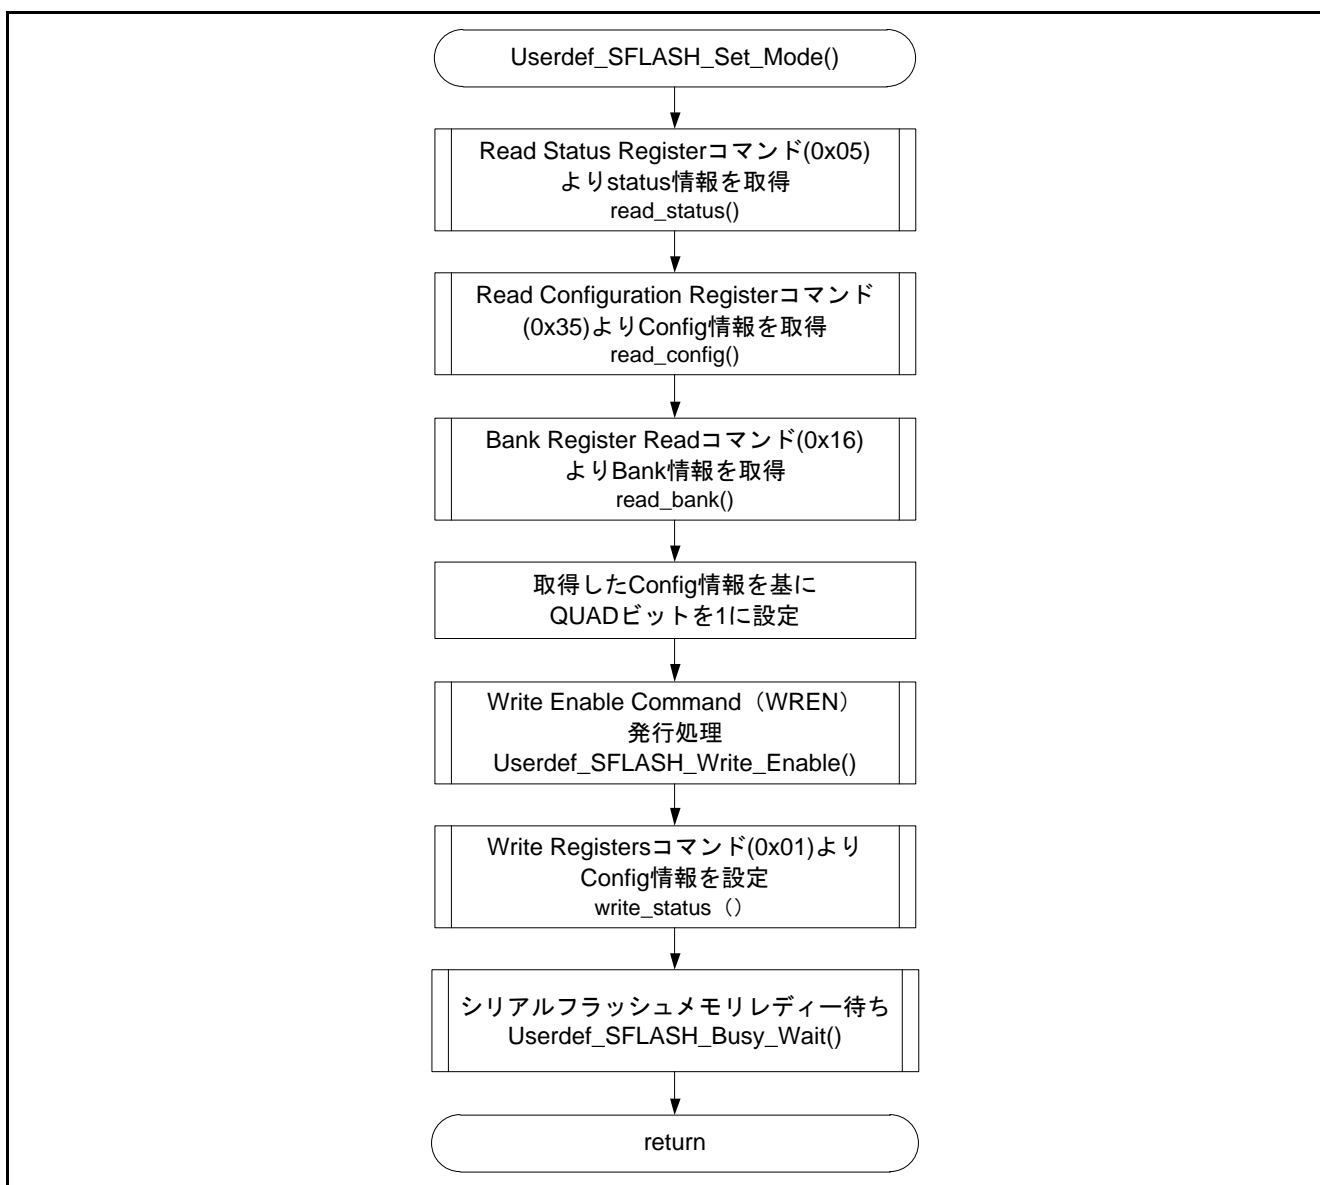 Userdef_SFLASH_Set_Mode()
Read Status Registerコマンド(0x05)
よりstatus情報を取得
read_status()
Read Configuration Registerコマンド
(0x35)よりConfig情報を取得
read_config()
Bank Register Readコマンド(0x16)
よりBank情報を取得
read_bank()
取得したConfig情報を基に
QUADビットを1に設定
Write Enable Command（WREN）
発行処理
Userdef_SFLASH_Write_Enable()
Write Registersコマンド(0x01)より
Config情報を設定
write_status（）
シリアルフラッシュメモリレディー待ち
Userdef_SFLASH_Busy_Wait()
return